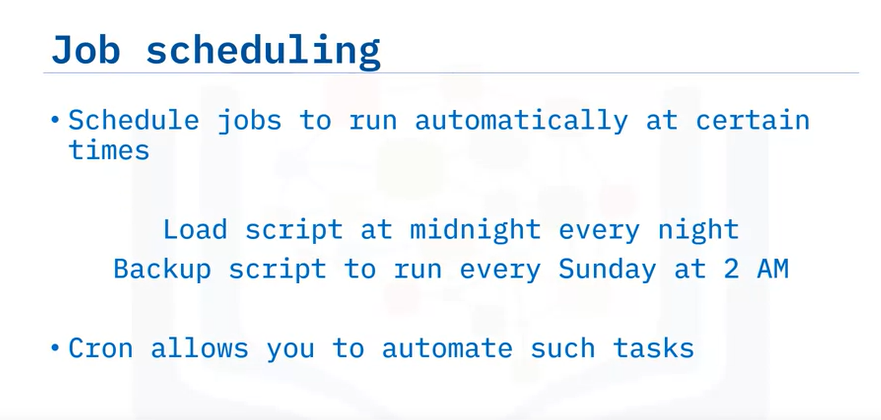 Job scheduling
• Schedule jobs to run automatically at certain
times
Load script at midnight every night
Backup script to run every Sunday at 2 AM
• Cron allows you to automate such tasks